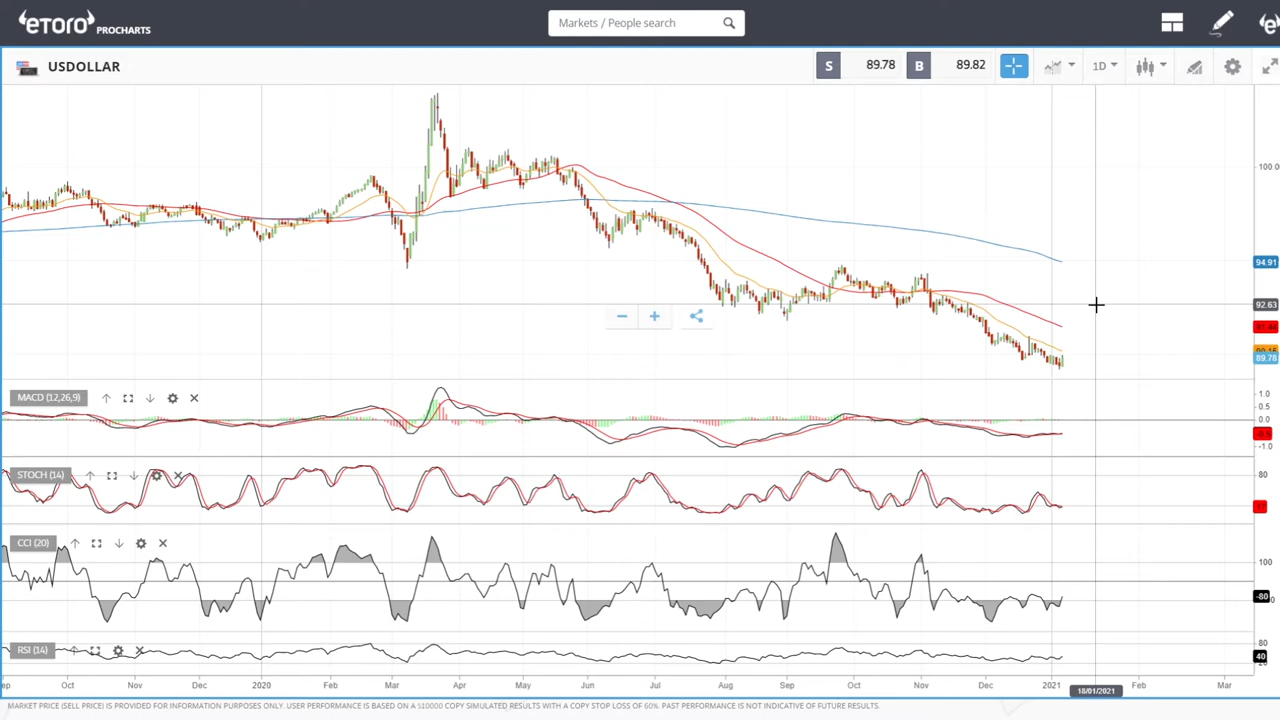 eTORO PROCHARTS
Markets / People search
USDOLLAR
S 89.78 B 89.82
1D
100.0
94.91
92.63
89.78
MACD (12,26,9)
1.0
0.5
0.0
-1.0
STOCH (14)
80
CCI (20)
100
-80
RSI (14)
80
40
Oct Nov Dec 2020 Feb Mar Apr May Jun Jul Aug Sep Oct Nov Dec 2021 Feb Mar
18/01/2021
MARKET PRICE (SELL PRICE) IS PROVIDED FOR INFORMATION PURPOSES ONLY. USER PERFORMANCE IS BASED ON A $10000 COPY SIMULATED RESULTS WITH A COPY STOP LOSS OF 60%. PAST PERFORMANCE IS NOT INDICATIVE OF FUTURE RESULTS.